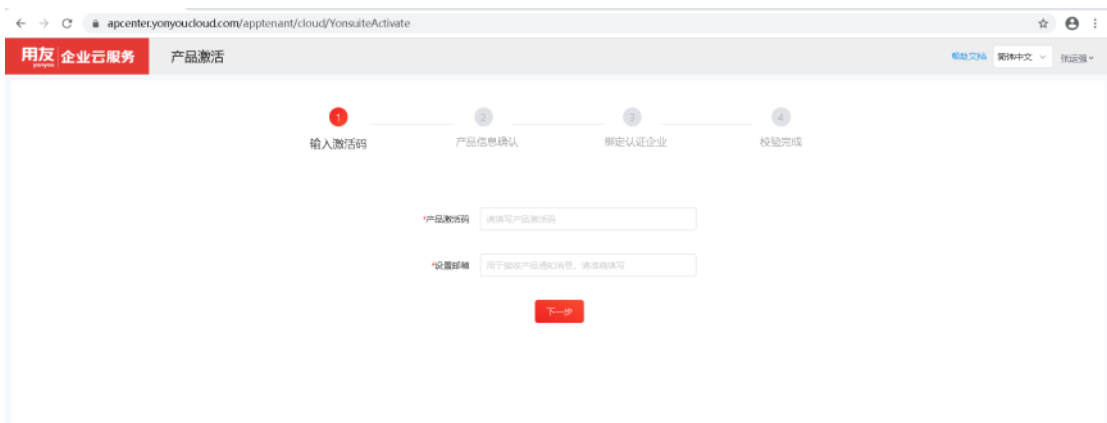 apcenter.yonyoucloud.com/apptenant/cloud/YonsuiteActivate
用友 yonyou 企业云服务 产品激活 帮助文档 简体中文 张运强
1 2 3 4
输入激活码 产品信息确认 绑定认证企业 校验完成
*产品激活码 请填写产品激活码
*设置邮箱 用于接收产品通知消息，请准确填写
下一步